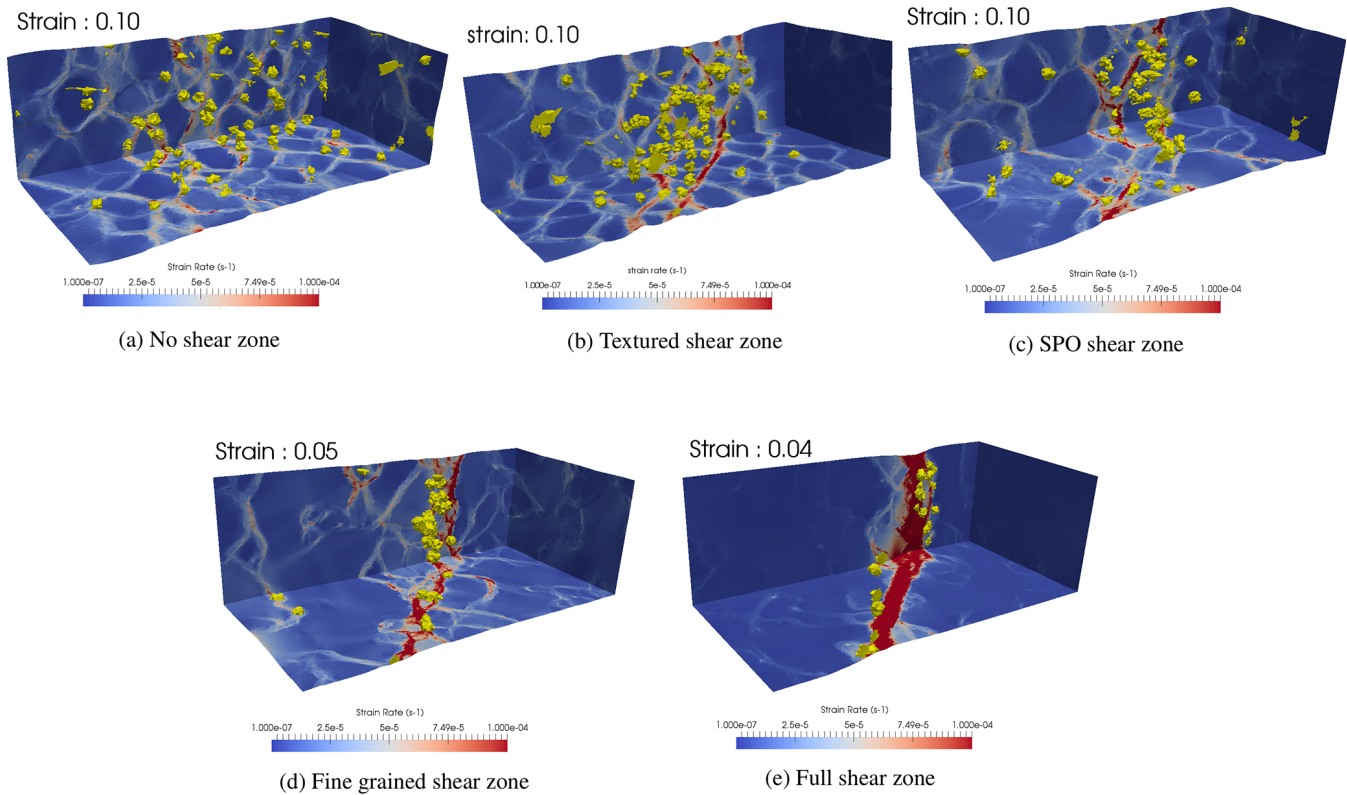 Strain : 0.10
strain: 0.10
Strain : 0.10
Strain Rate (s-1)
1.000e-07 2.5e-5 5e-5 7.49e-5 1.000e-04
strain rate (s-1)
1.000e-07 2.5e-5 5e-5 7.49e-5 1.000e-04
Strain Rate (s-1)
1.000e-07 2.5e-5 5e-5 7.49e-5 1.000e-04
(a) No shear zone
(b) Textured shear zone
(c) SPO shear zone
Strain : 0.05
Strain : 0.04
Strain Rate (s-1)
1.000e-07 2.5e-5 5e-5 7.49e-5 1.000e-04
Strain Rate (s-1)
1.000e-07 2.5e-5 5e-5 7.49e-5 1.000e-04
(d) Fine grained shear zone
(e) Full shear zone